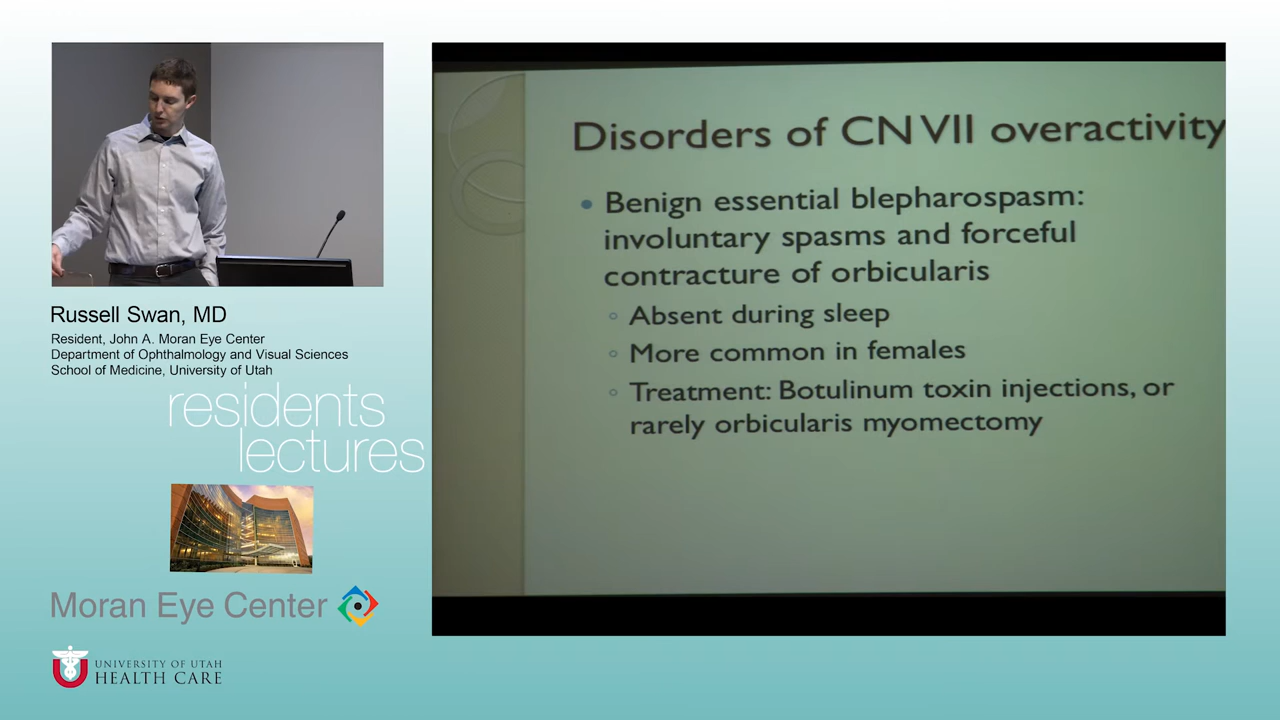 Disorders of CN VII overactivity
• Benign essential blepharospasm:
involuntary spasms and forceful
contracture of orbicularis
◦ Absent during sleep
◦ More common in females
◦ Treatment: Botulinum toxin injections, or
rarely orbicularis myomectomy
Russell Swan, MD
Resident, John A. Moran Eye Center
Department of Ophthalmology and Visual Sciences
School of Medicine, University of Utah
residents
lectures
Moran Eye Center
UNIVERSITY OF UTAH
HEALTH CARE